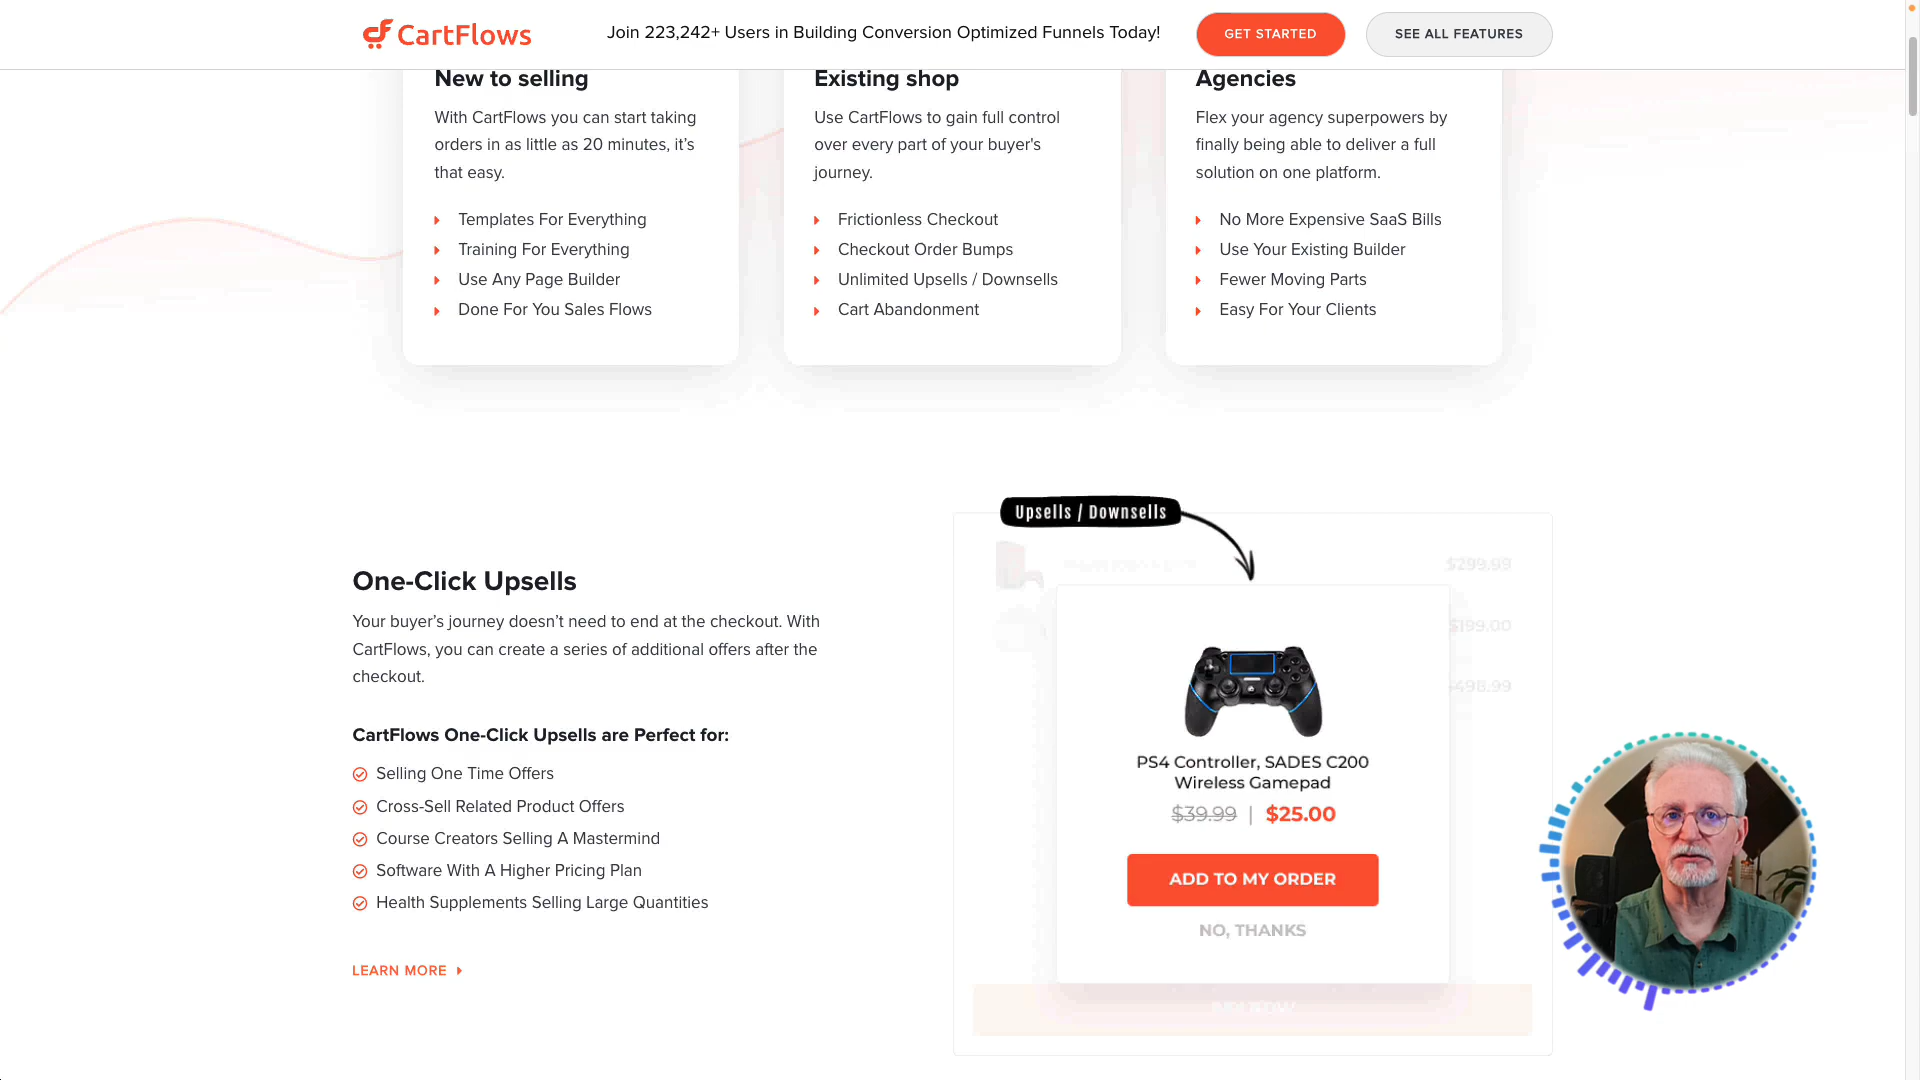 CartFlows
Join 223,242+ Users in Building Conversion Optimized Funnels Today!
GET STARTED
SEE ALL FEATURES
New to selling
With CartFlows you can start taking
orders in as little as 20 minutes, it’s
that easy.
Templates For Everything
Training For Everything
Use Any Page Builder
Done For You Sales Flows
Existing shop
Use CartFlows to gain full control
over every part of your buyer's
journey.
Frictionless Checkout
Checkout Order Bumps
Unlimited Upsells / Downsells
Cart Abandonment
Agencies
Flex your agency superpowers by
finally being able to deliver a full
solution on one platform.
No More Expensive SaaS Bills
Use Your Existing Builder
Fewer Moving Parts
Easy For Your Clients
One-Click Upsells
Your buyer’s journey doesn’t need to end at the checkout. With
CartFlows, you can create a series of additional offers after the
checkout.
CartFlows One-Click Upsells are Perfect for:
Selling One Time Offers
Cross-Sell Related Product Offers
Course Creators Selling A Mastermind
Software With A Higher Pricing Plan
Health Supplements Selling Large Quantities
LEARN MORE
Upsells / Downsells
$299.99
$199.00
$498.99
PS4 Controller, SADES C200
Wireless Gamepad
$39.99 | $25.00
ADD TO MY ORDER
NO, THANKS